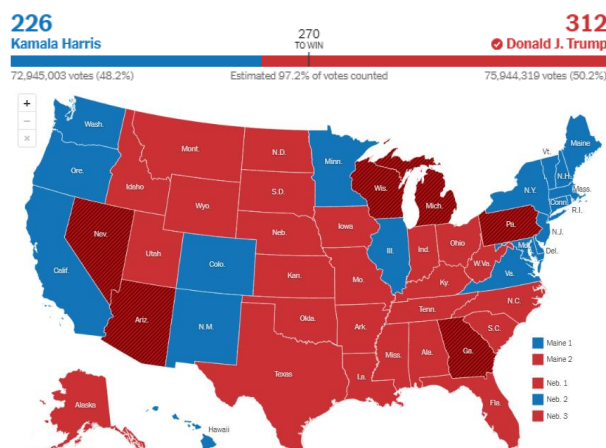 226
Kamala Harris
270
TO WIN
312
Donald J. Trump
72,945,003 votes (48.2%)
Estimated 97.2% of votes counted
75,944,319 votes (50.2%)
+
−
×
Wash.
Ore.
Calif.
Nev.
Idaho
Mont.
Wyo
Utah
Ariz.
Colo.
N.M.
N.D.
S.D.
Neb.
Kan.
Okla.
Texas
Minn.
Iowa
Mo.
Ark.
La.
Wis.
Ill.
Mich.
Ind.
Ohio
Ky.
Tenn.
Miss.
Ala.
Ga.
Fla.
S.C.
N.C.
Va.
W.Va.
Pa.
N.Y.
Vt.
N.H.
Maine
Mass.
Conn.
R.I.
N.J.
Del.
Md.
Alaska
Hawaii
Maine 1
Maine 2
Neb. 1
Neb. 2
Neb. 3